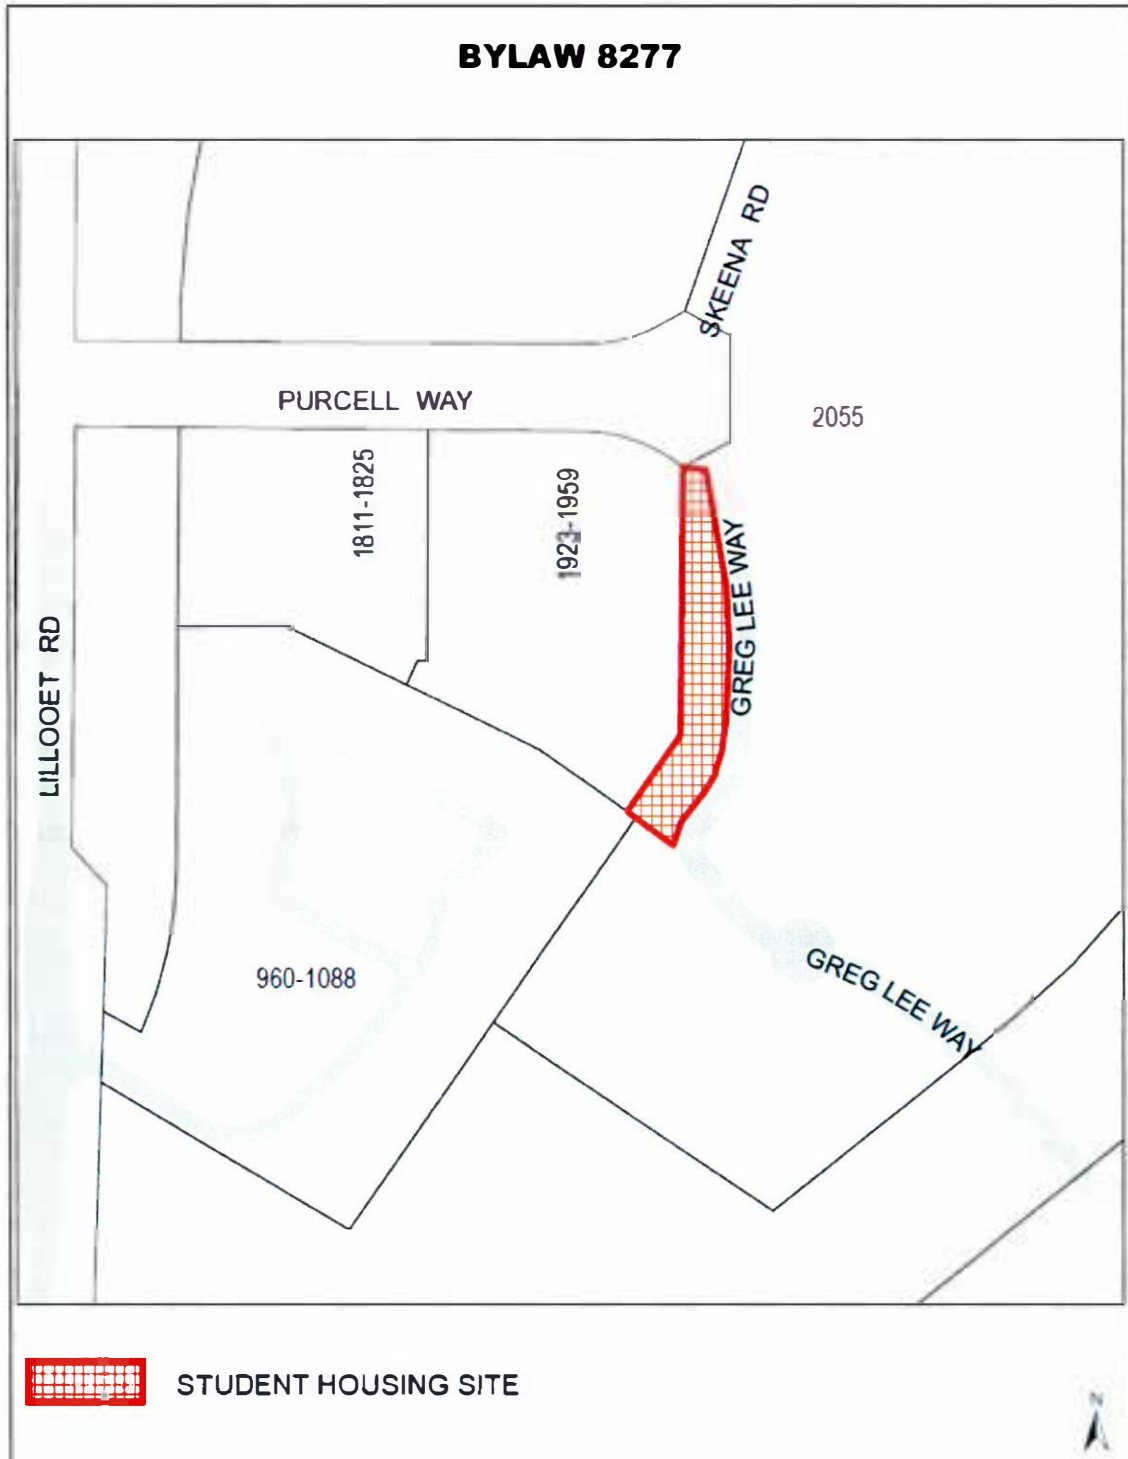 BYLAW 8277
SKEENA RD
PURCELL WAY
2055
1811-1825
1923-1959
GREG LEE WAY
LILLOOET RD
GREG LEE WAY
960-1088
STUDENT HOUSING SITE
N